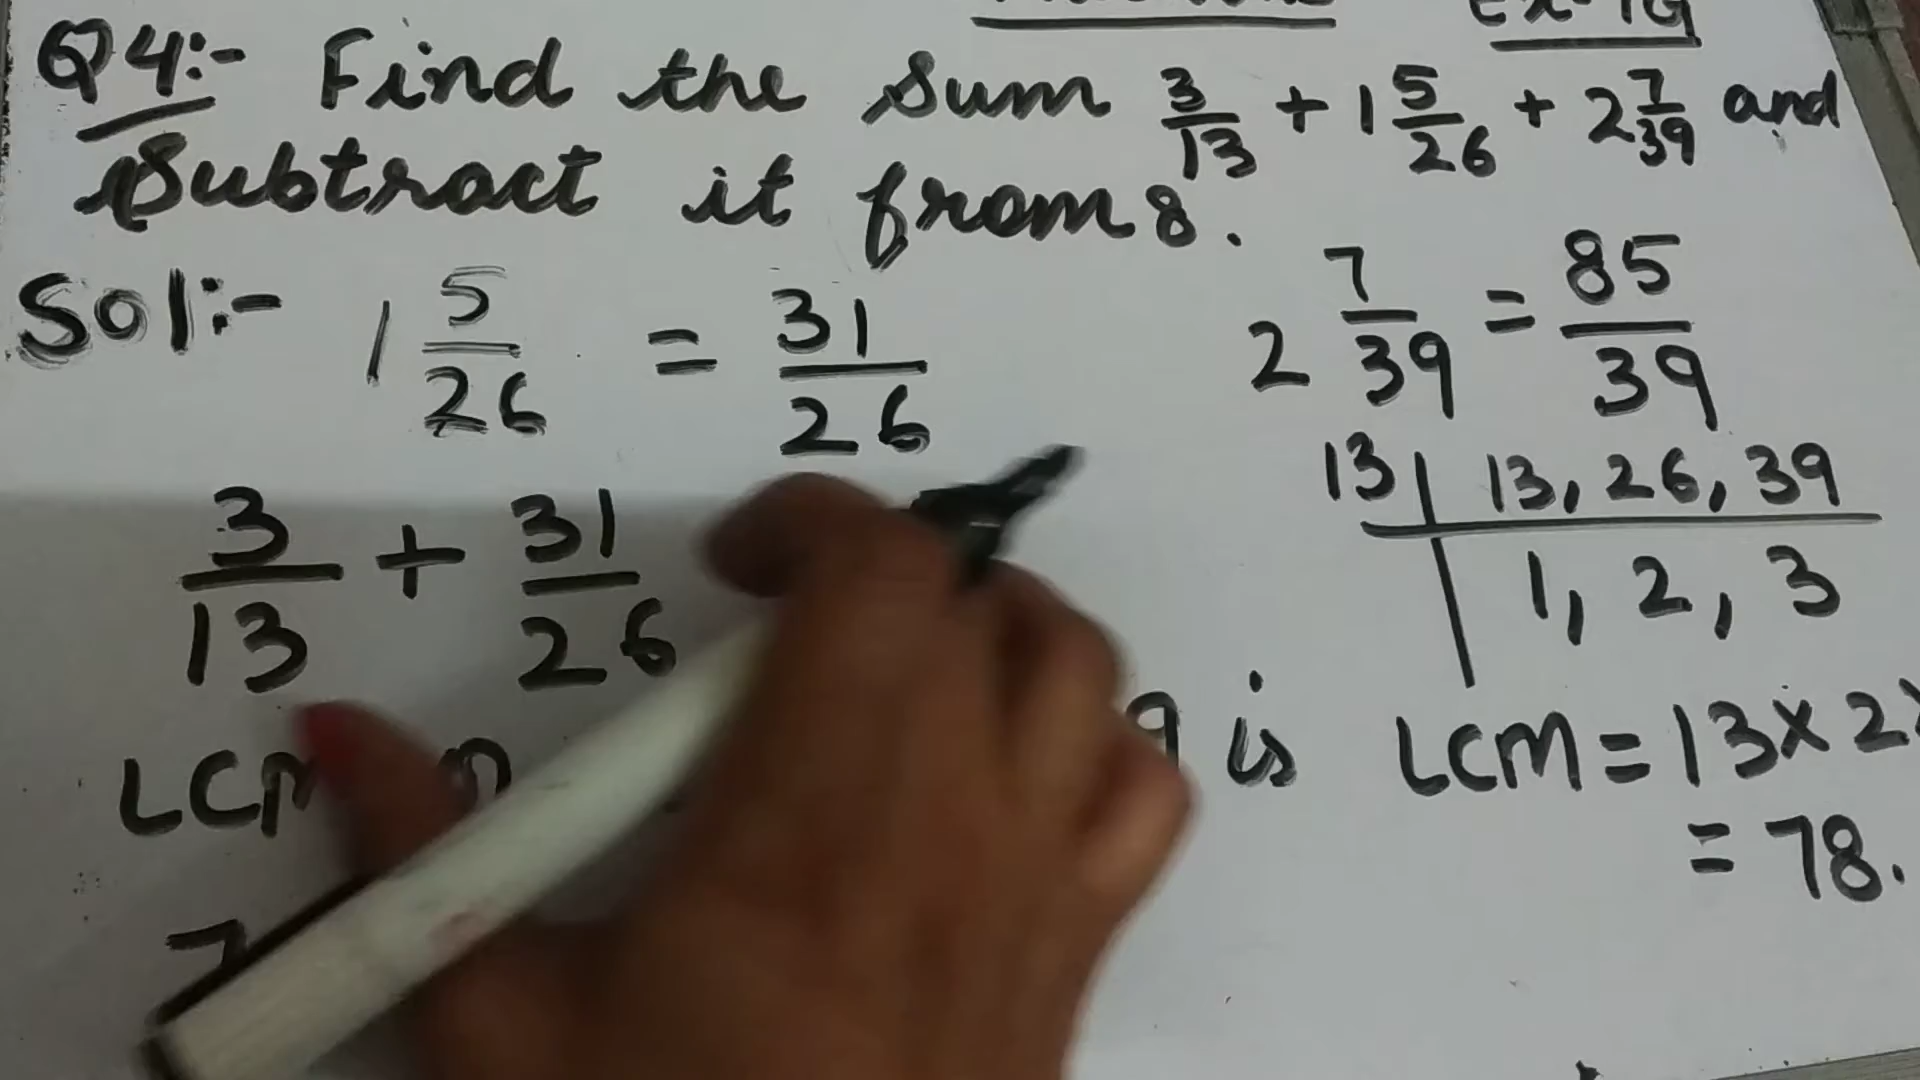 Q4:- Find the Sum 3/13 + 1 5/26 + 2 7/39 and
Subtract it from 8.
Sol:- 1 5/26 = 31/26
2 7/39 = 85/39
13 | 13, 26, 39
1, 2, 3
3/13 + 31/26
is LCM = 13 × 2
= 78.